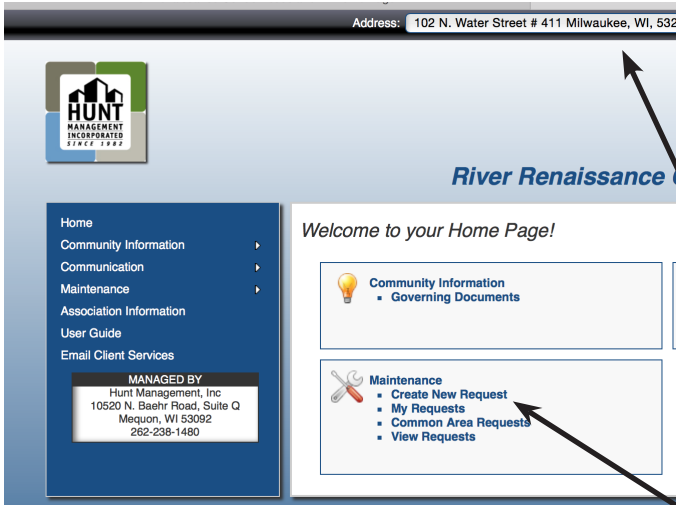 Address: 102 N. Water Street # 411 Milwaukee, WI, 532
HUNT
MANAGEMENT
INCORPORATED
SINCE 1982
River Renaissance
Home
Community Information
Communication
Maintenance
Association Information
User Guide
Email Client Services
MANAGED BY
Hunt Management, Inc
10520 N. Baehr Road, Suite Q
Mequon, WI 53092
262-238-1480
Welcome to your Home Page!
Community Information
Governing Documents
Maintenance
Create New Request
My Requests
Common Area Requests
View Requests